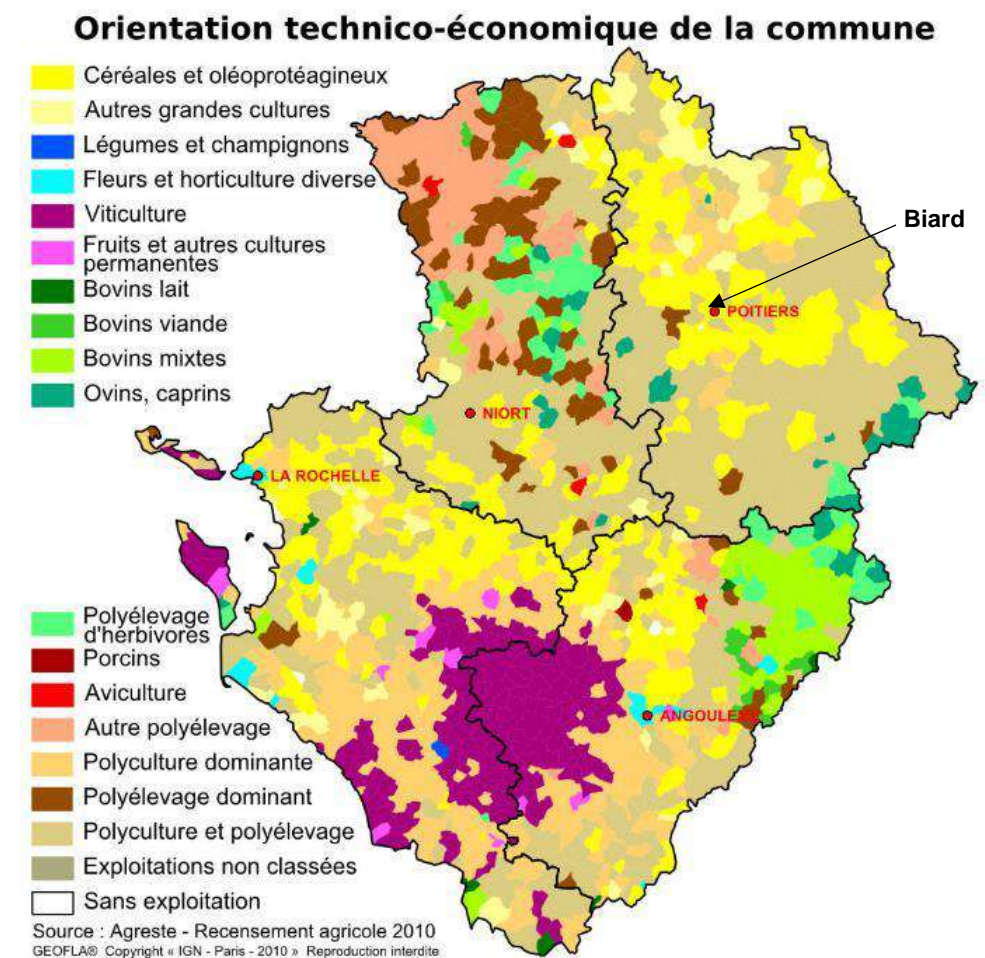 Orientation technico-économique de la commune
Céréales et oléoprotéagineux
Autres grandes cultures
Légumes et champignons
Fleurs et horticulture diverse
Viticulture
Fruits et autres cultures
permanentes
Bovins lait
Bovins viande
Bovins mixtes
Ovins, caprins
Biard
POITIERS
NIORT
LA ROCHELLE
ANGOULEM
Polyélevage
d'herbivores
Porcins
Aviculture
Autre polyélevage
Polyculture dominante
Polyélevage dominant
Polyculture et polyélevage
Exploitations non classées
Sans exploitation
Source : Agreste - Recensement agricole 2010
GEOFLA® Copyright « IGN - Paris - 2010 » Reproduction interdite